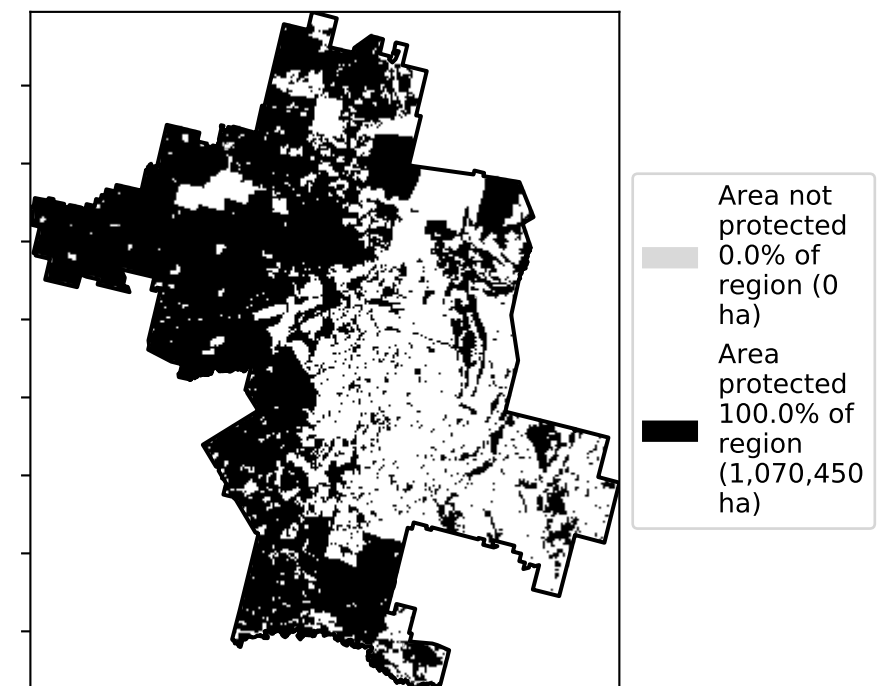 Area not
protected
0.0% of
region (0
ha)
Area
protected
100.0% of
region
(1,070,450
ha)